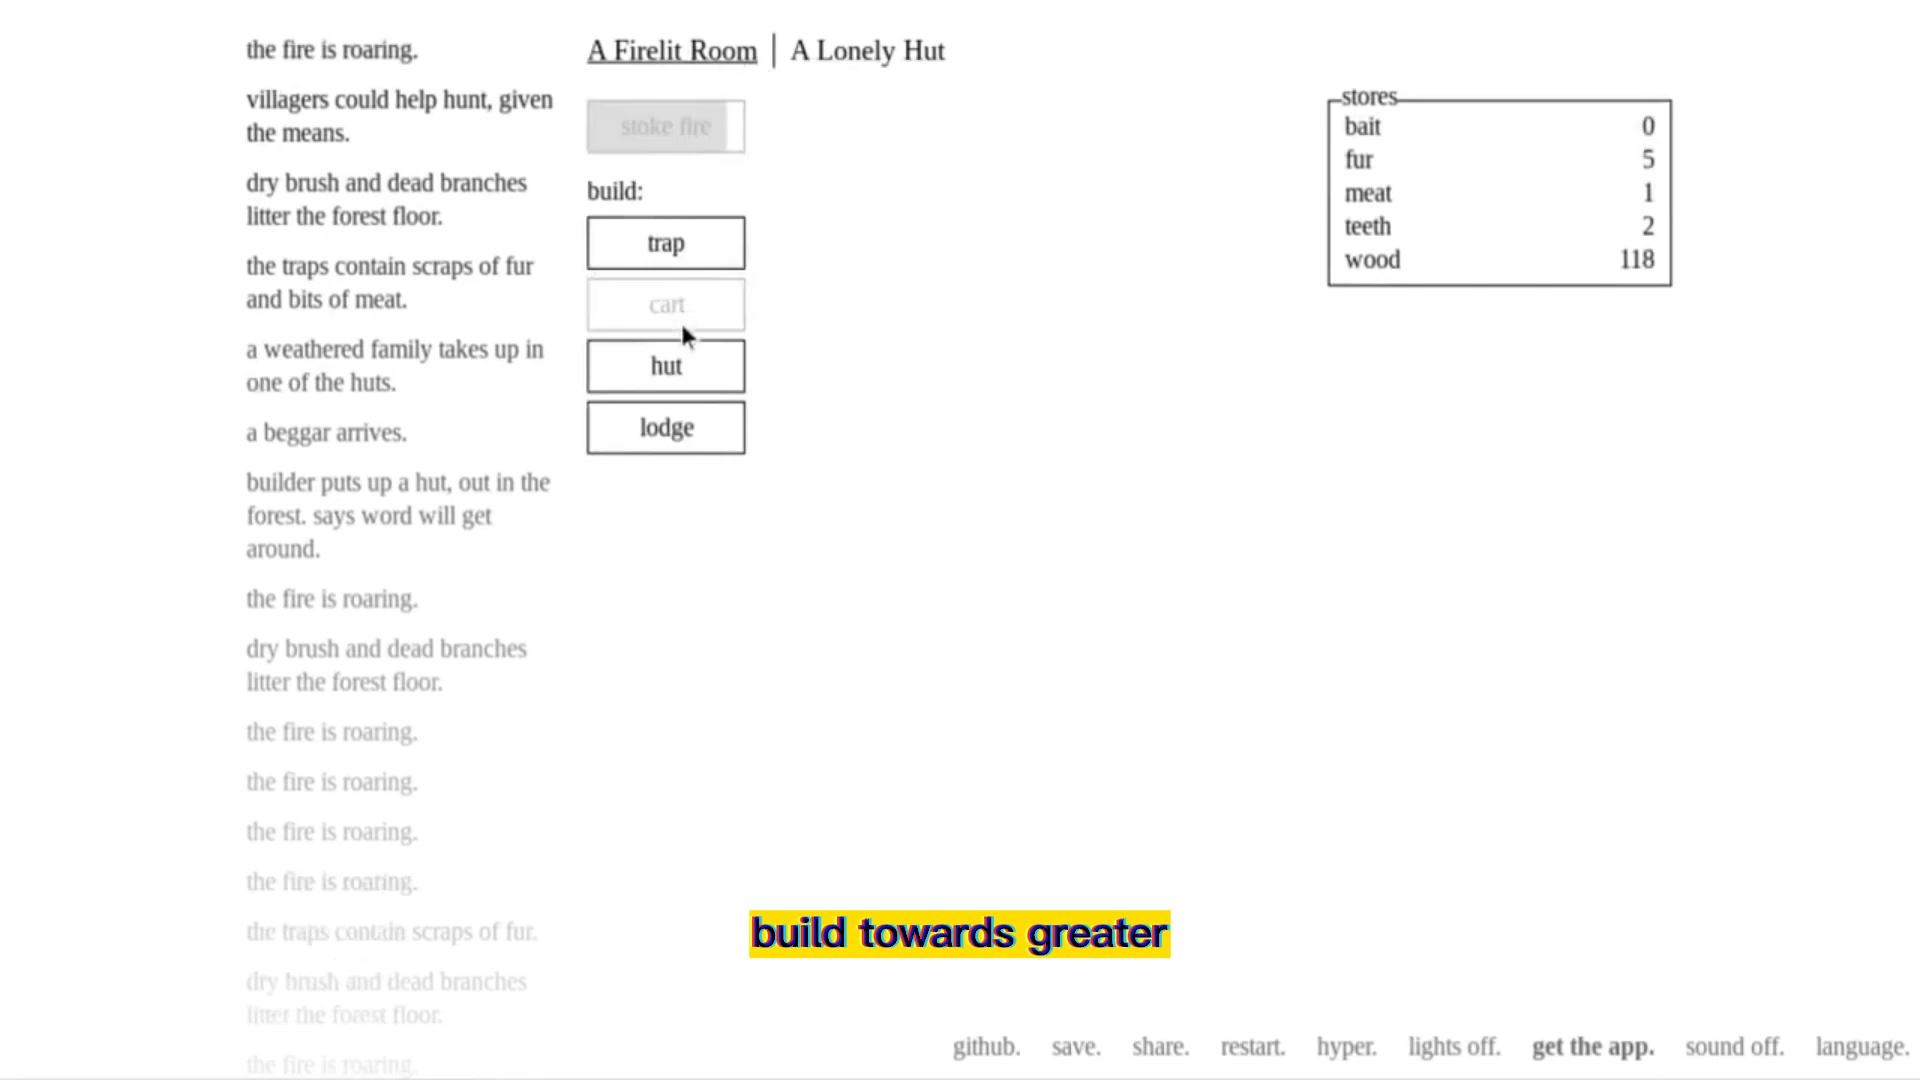 the fire is roaring.
villagers could help hunt, given
the means.
dry brush and dead branches
litter the forest floor.
the traps contain scraps of fur
and bits of meat.
a weathered family takes up in
one of the huts.
a beggar arrives.
builder puts up a hut, out in the
forest. says word will get
around.
the fire is roaring.
dry brush and dead branches
litter the forest floor.
the fire is roaring.
the fire is roaring.
the fire is roaring.
the fire is roaring.
the traps contain scraps of fur.
dry brush and dead branches
litter the forest floor.
the fire is roaring.
A Firelit Room | A Lonely Hut
stoke fire
build:
trap
cart
hut
lodge
stores
bait 0
fur 5
meat 1
teeth 2
wood 118
build towards greater
github. save. share. restart. hyper. lights off. get the app. sound off. language.